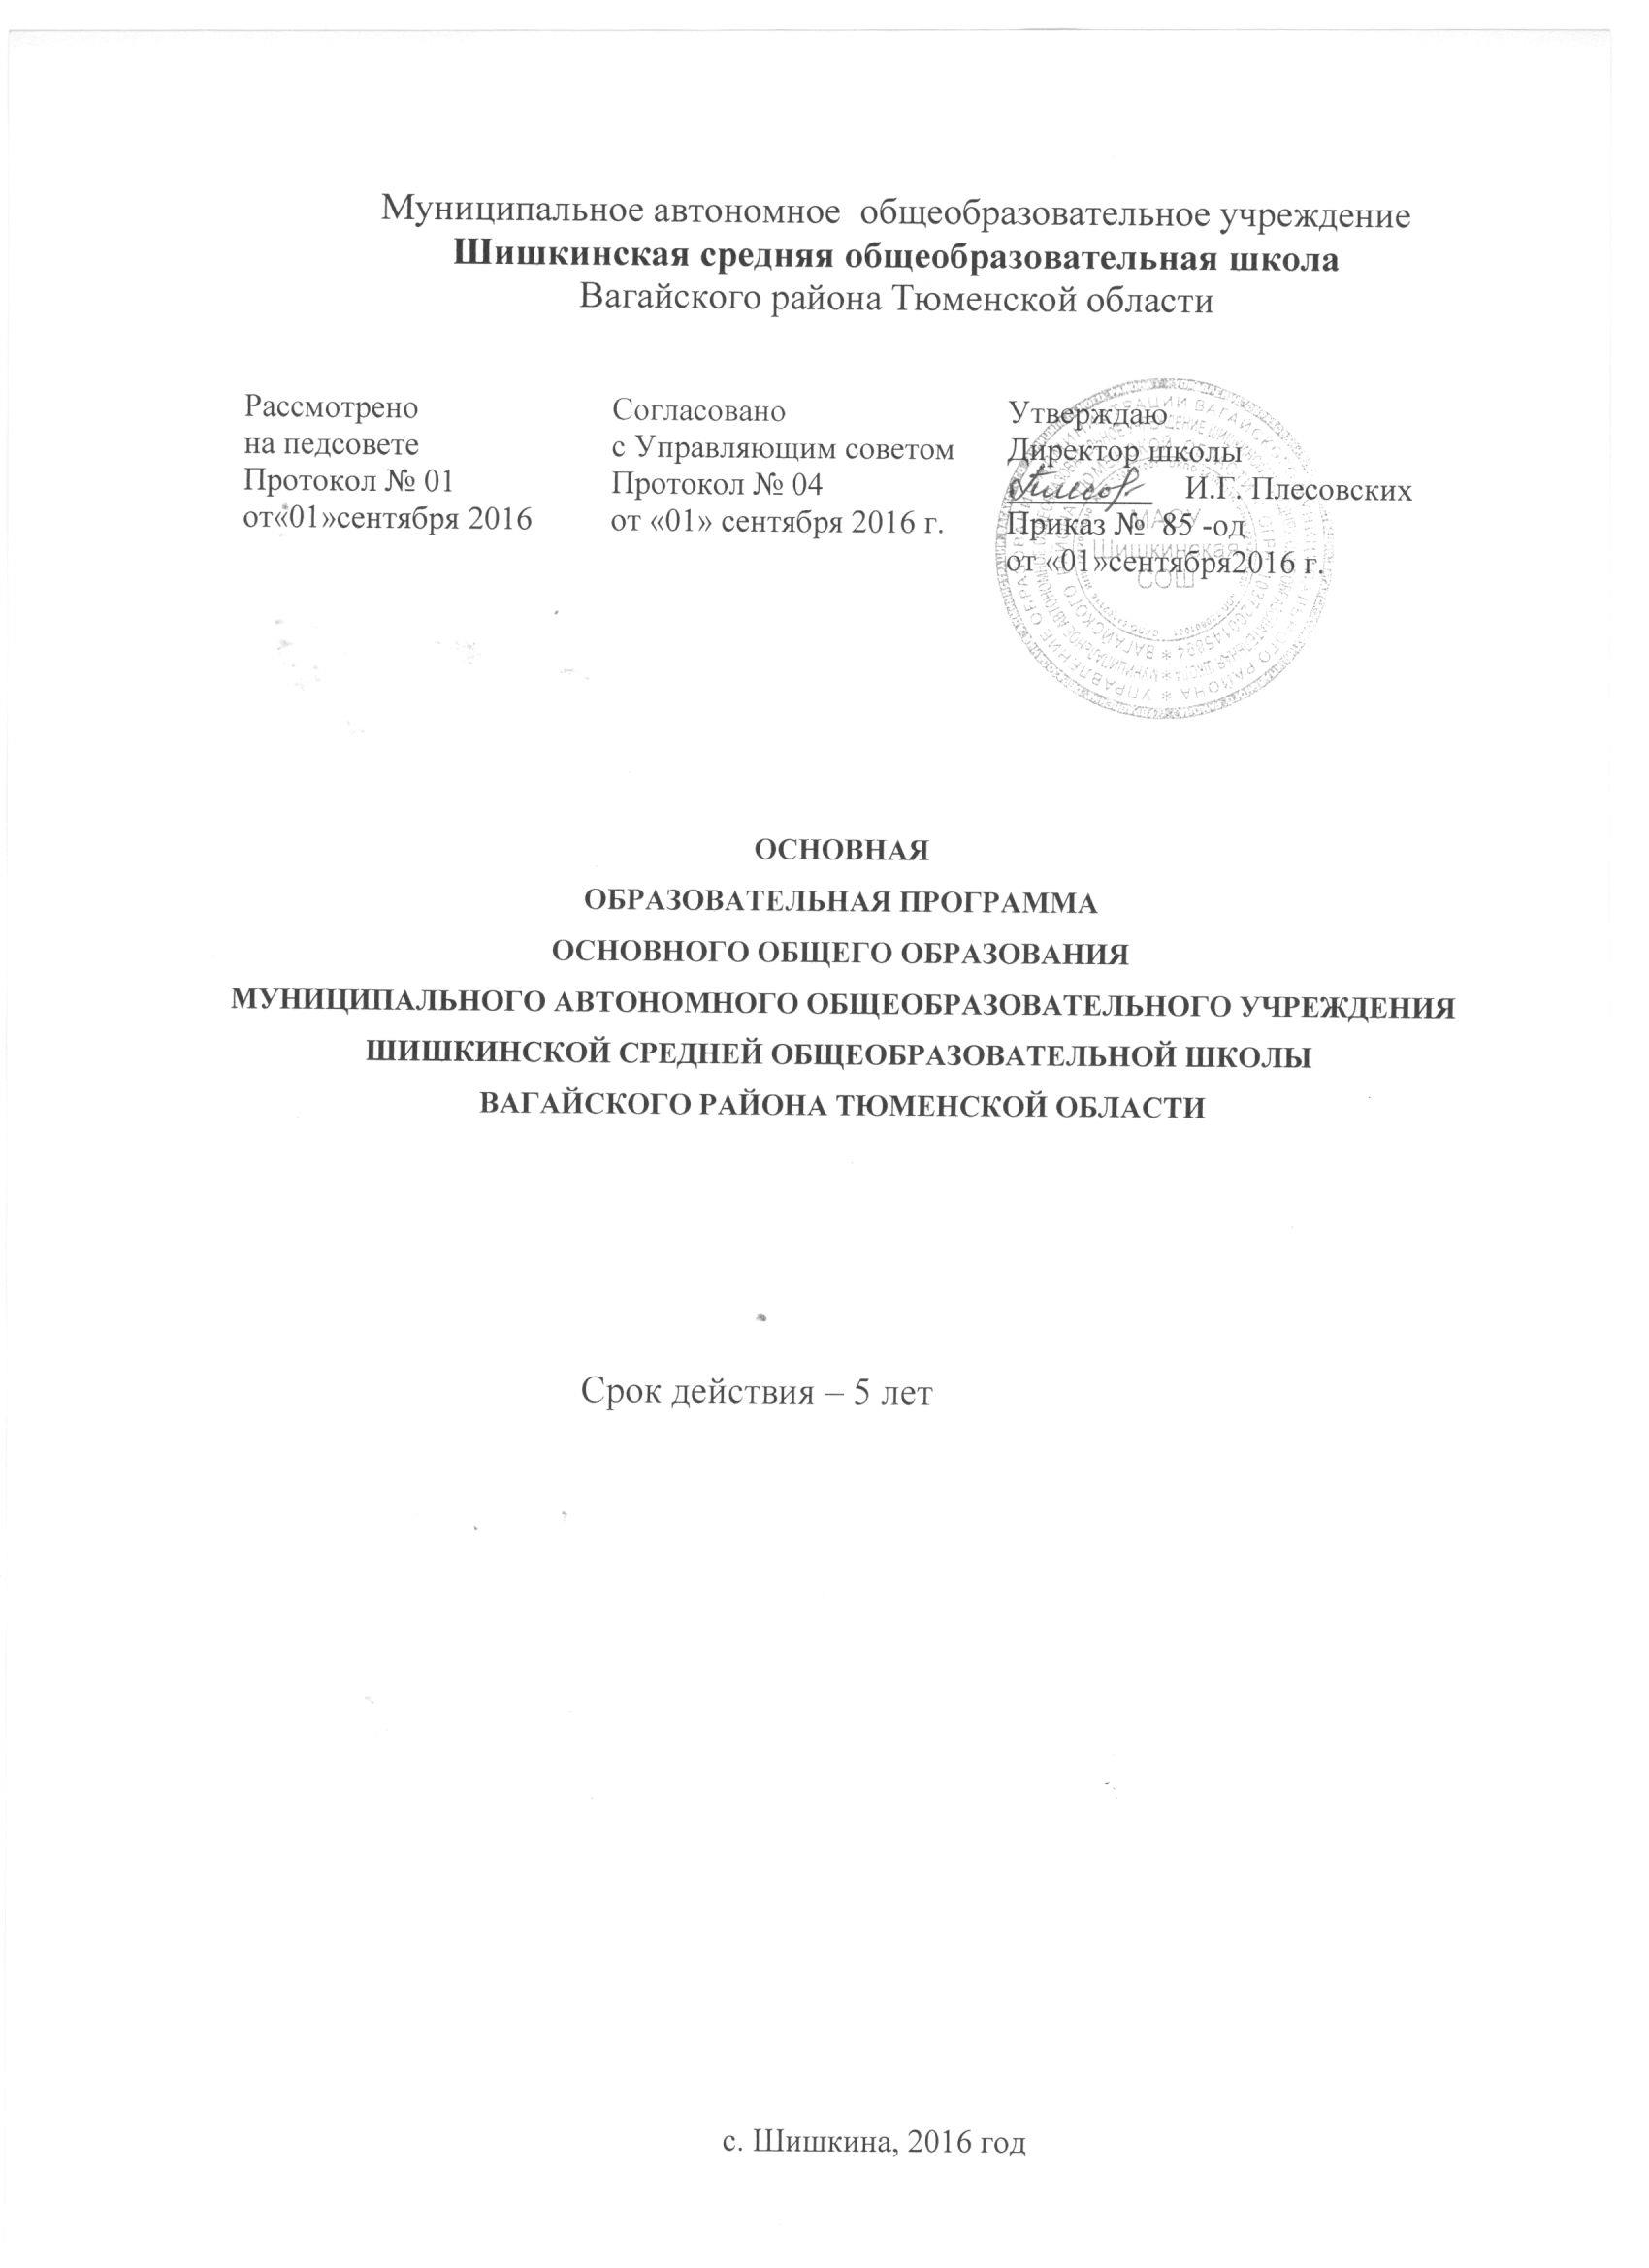 Муниципальное автономное общеобразовательное учреждение
Шишкинская средняя общеобразовательная школа
Вагайского района Тюменской области
Рассмотрено
на педсовете
Протокол № 01
от«01»сентября 2016
Согласовано
с Управляющим советом
Протокол № 04
от «01» сентября 2016 г.
Утверждаю
Директор школы
И.Г. Плесовских
Приказ № 85 -од
от «01»сентября2016 г.
МАОУ
Шишкинская
СОШ
ОСНОВНАЯ
ОБРАЗОВАТЕЛЬНАЯ ПРОГРАММА
ОСНОВНОГО ОБЩЕГО ОБРАЗОВАНИЯ
МУНИЦИПАЛЬНОГО АВТОНОМНОГО ОБЩЕОБРАЗОВАТЕЛЬНОГО УЧРЕЖДЕНИЯ
ШИШКИНСКОЙ СРЕДНЕЙ ОБЩЕОБРАЗОВАТЕЛЬНОЙ ШКОЛЫ
ВАГАЙСКОГО РАЙОНА ТЮМЕНСКОЙ ОБЛАСТИ
Срок действия – 5 лет
с. Шишкина, 2016 год